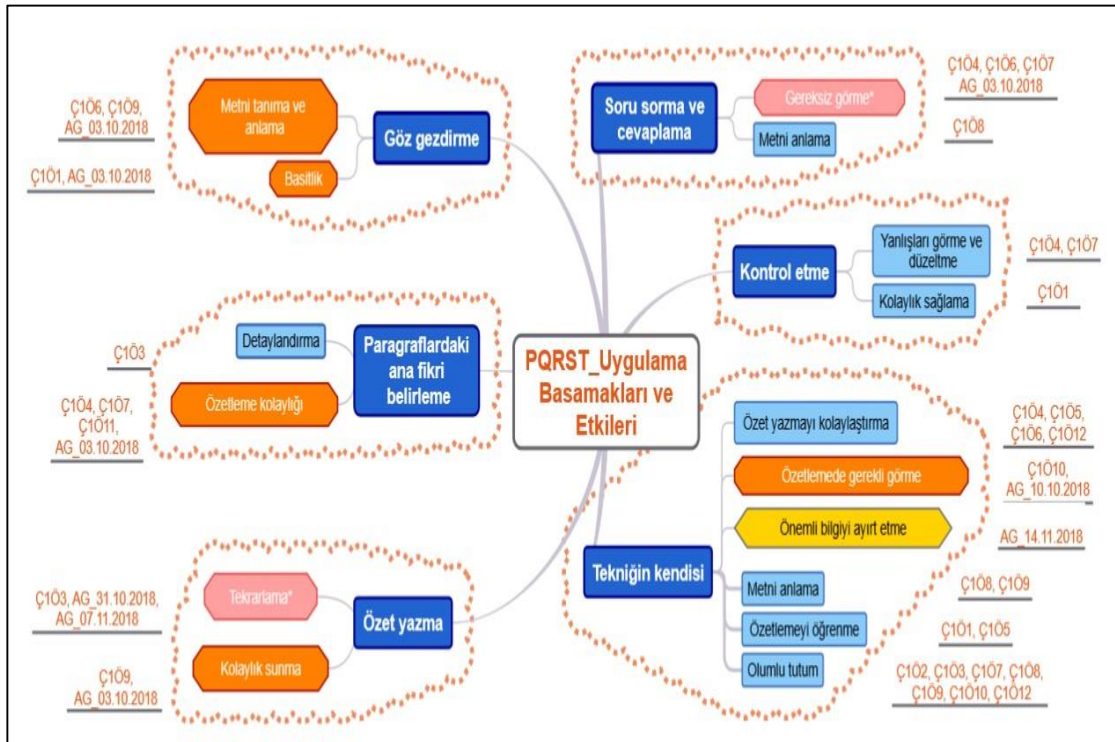 Ç1Ö6, Ç1Ö9,
AG_03.10.2018
Metni tanıma ve
anlama
Göz gezdirme
Ç1Ö1, AG_03.10.2018
Basitlik
Soru sorma ve
cevaplama
Gereksiz görme*
Metni anlama
Ç1Ö4, Ç1Ö6, Ç1Ö7
AG_03.10.2018
Ç1Ö8
Kontrol etme
Yanlışları görme ve
düzeltme
Kolaylık sağlama
Ç1Ö4, Ç1Ö7
Ç1Ö1
Detaylandırma
Paragraflardaki
ana fikri
belirleme
Özetleme kolaylığı
Ç1Ö3
Ç1Ö4, Ç1Ö7,
Ç1Ö11,
AG_03.10.2018
PQRST_Uygulama
Basamakları ve
Etkileri
Tekniğin kendisi
Özet yazmayı kolaylaştırma
Özetlemede gerekli görme
Önemli bilgiyi ayırt etme
Metni anlama
Özetlemeyi öğrenme
Olumlu tutum
Ç1Ö4, Ç1Ö5,
Ç1Ö6, Ç1Ö12
Ç1Ö10,
AG_10.10.2018
AG_14.11.2018
Ç1Ö8, Ç1Ö9
Ç1Ö1, Ç1Ö5
Ç1Ö2, Ç1Ö3, Ç1Ö7, Ç1Ö8,
Ç1Ö9, Ç1Ö10, Ç1Ö12
Ç1Ö3, AG_31.10.2018,
AG_07.11.2018
Tekrarlama*
Özet yazma
Kolaylık sunma
Ç1Ö9,
AG_03.10.2018